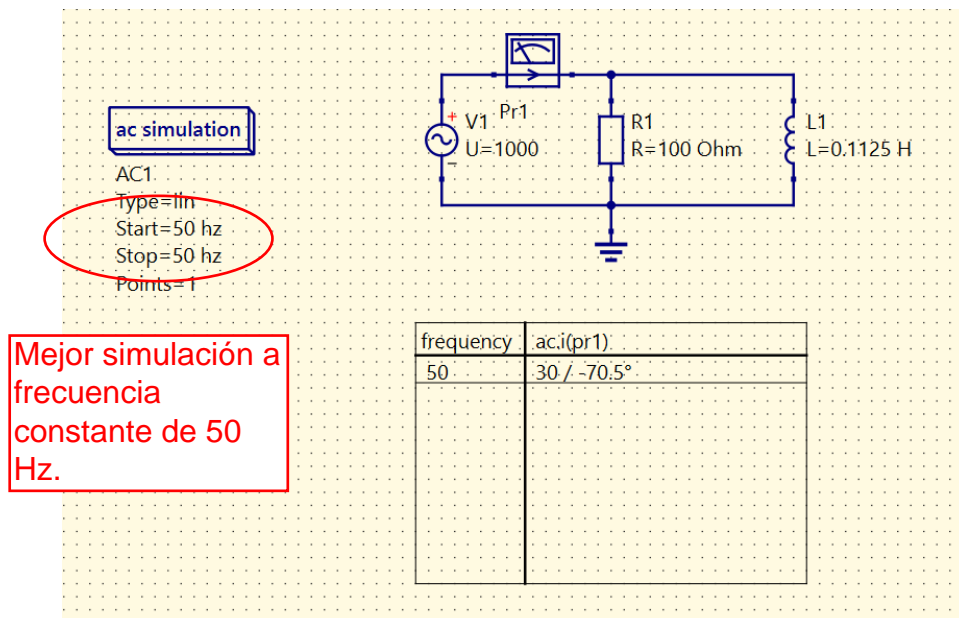 ac simulation
AC1
Type=lin
Start=50 hz
Stop=50 hz
Points=1
Pr1
+
V1
U=1000
−
R1
R=100 Ohm
L1
L=0.1125 H
frequency ac.i(pr1)
50 30 / -70.5°
Mejor simulación a
frecuencia
constante de 50
Hz.